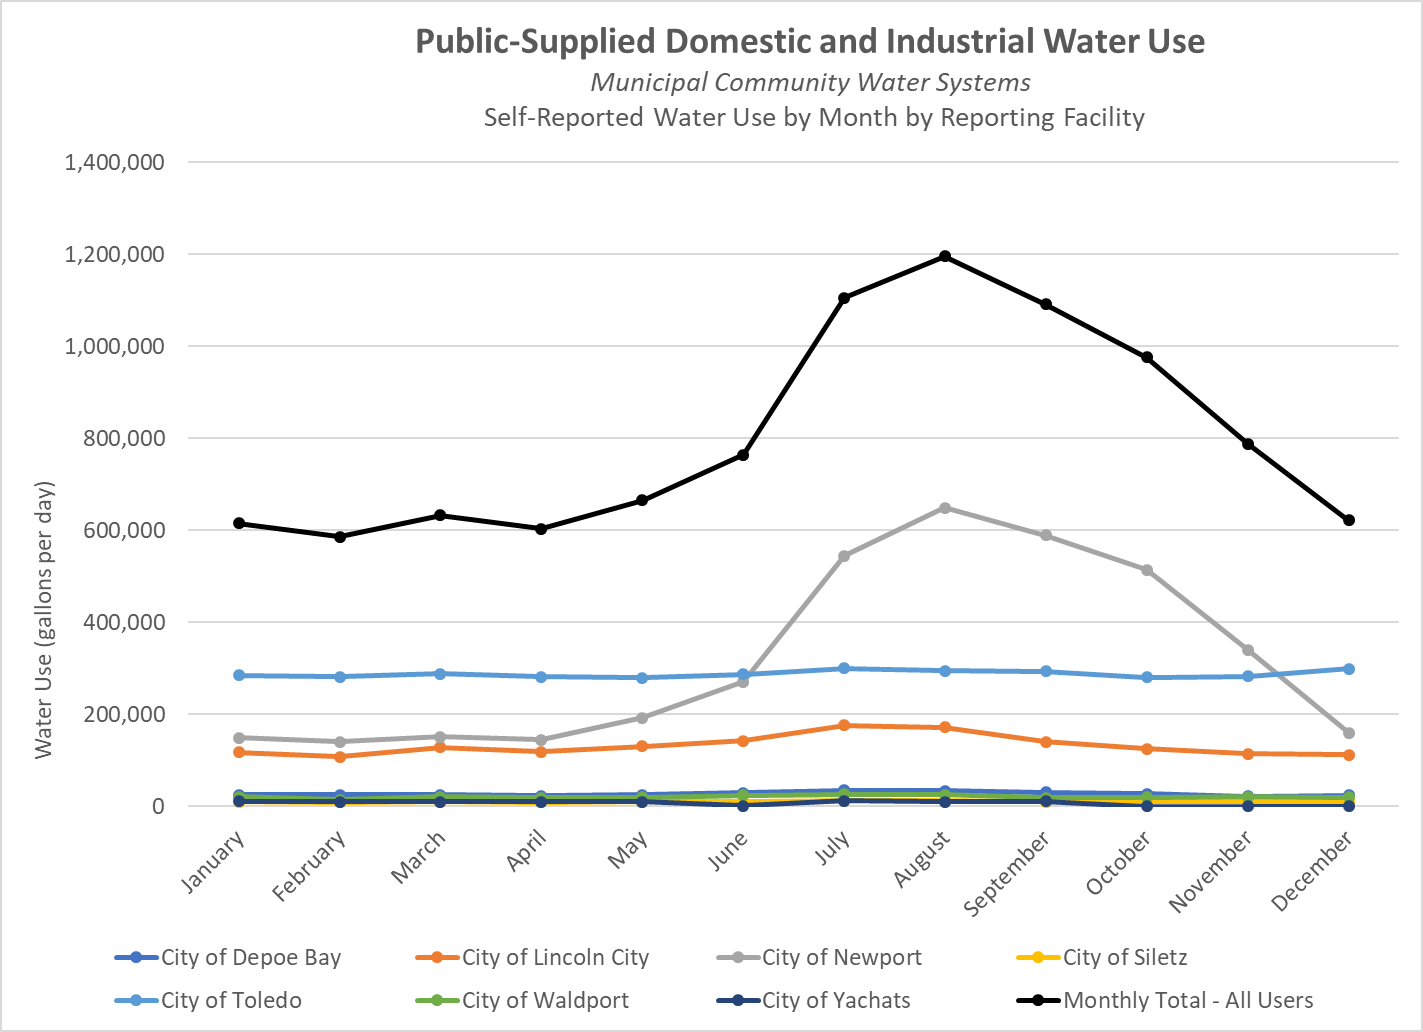 Public-Supplied Domestic and Industrial Water Use
Municipal Community Water Systems
Self-Reported Water Use by Month by Reporting Facility
1,400,000
1,200,000
1,000,000
800,000
600,000
400,000
200,000
0
Water Use (gallons per day)
January
February
March
April
May
June
July
August
September
October
November
December
City of Depoe Bay
City of Lincoln City
City of Newport
City of Siletz
City of Toledo
City of Waldport
City of Yachats
Monthly Total - All Users